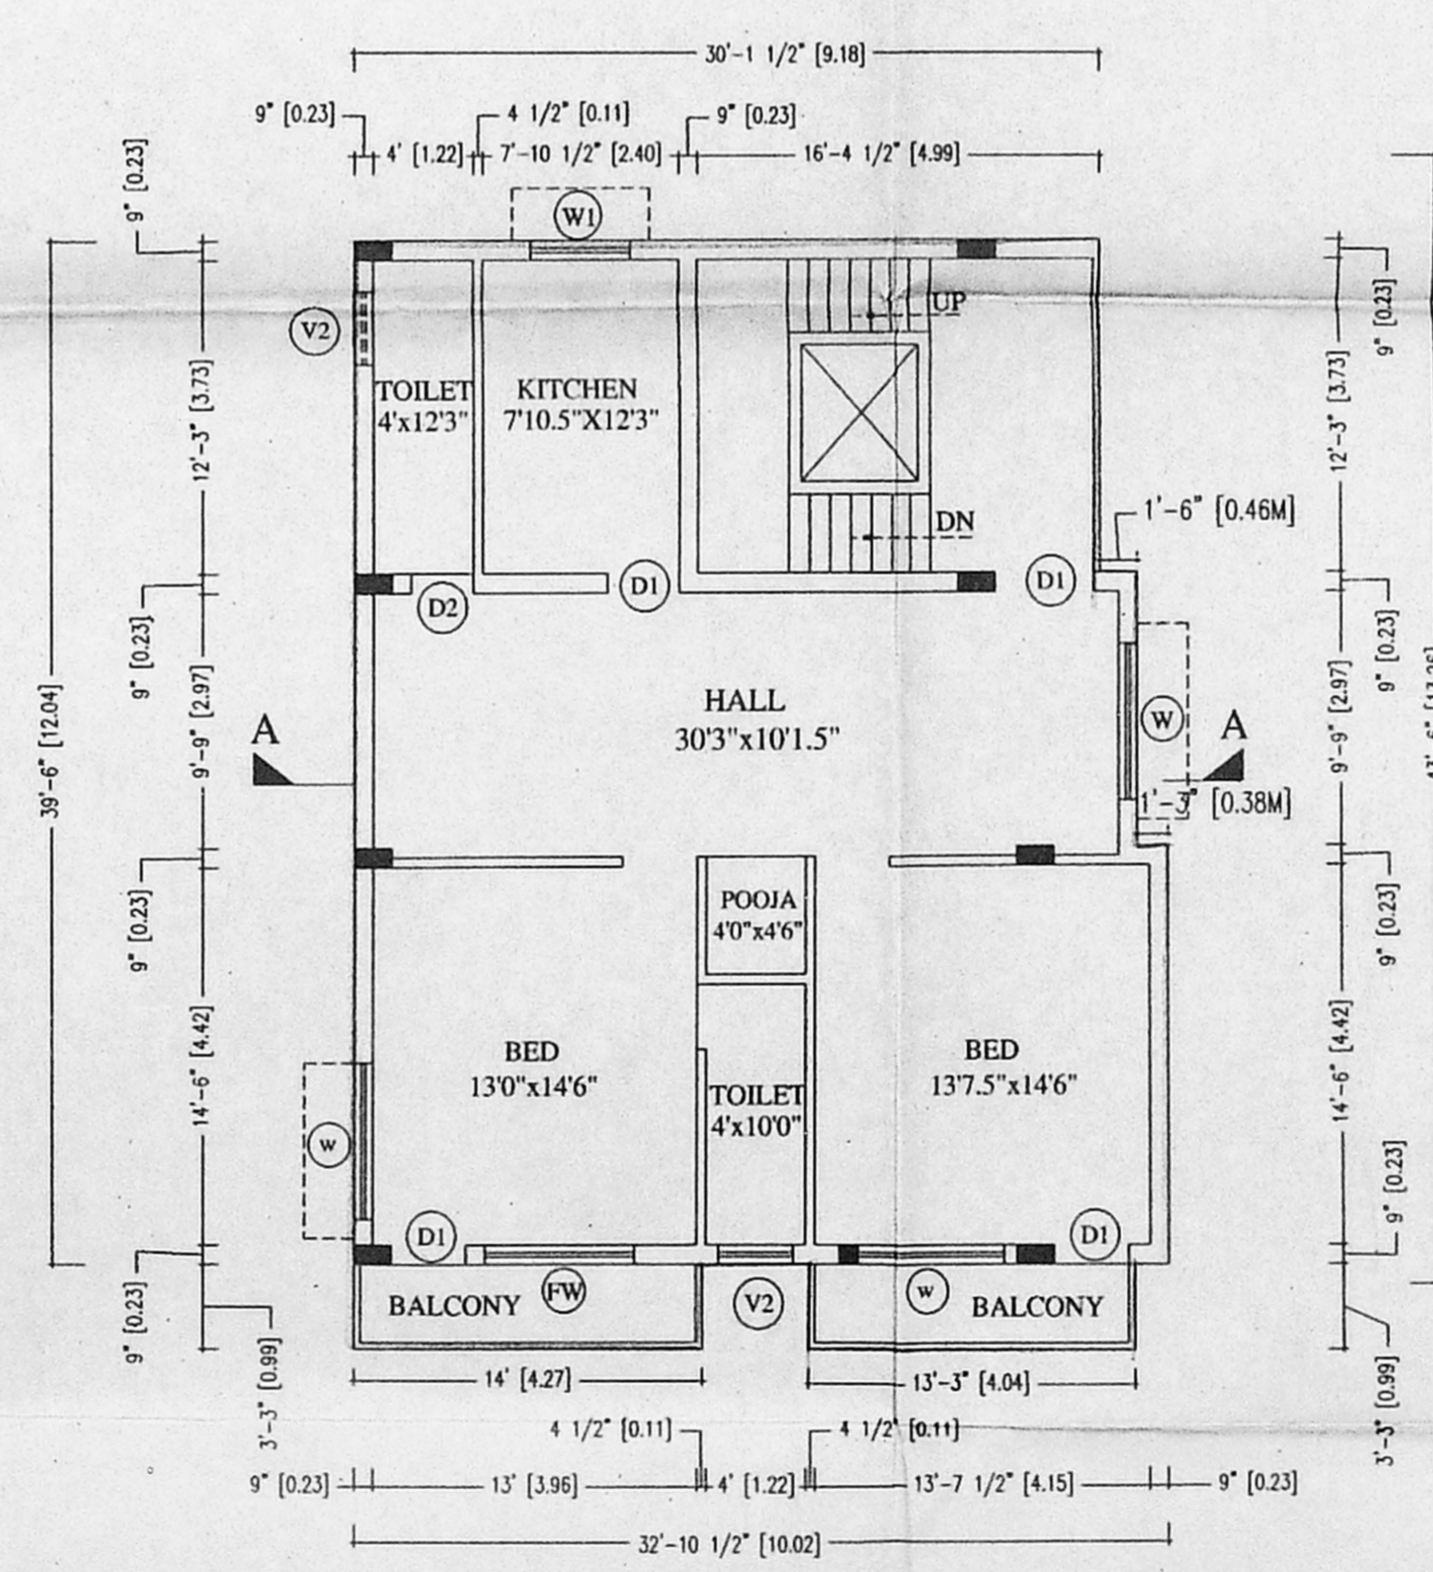 30'-1 1/2" [9.18]
9" [0.23]
4 1/2" [0.11]
9" [0.23]
4' [1.22]
7'-10 1/2" [2.40]
16'-4 1/2" [4.99]
9" [0.23]
W1
V2
UP
9" [0.23]
TOILET
4'x12'3"
KITCHEN
7'10.5"X12'3"
12'-3" [3.73]
12'-3" [3.73]
DN
1'-6" [0.46M]
D2
D1
D1
9" [0.23]
9" [0.23]
39'-6" [12.04]
9'-9" [2.97]
9'-9" [2.97]
HALL
30'3"x10'1.5"
A
W
A
1'-3" [0.38M]
9" [0.23]
9" [0.23]
POOJA
4'0"x4'6"
14'-6" [4.42]
14'-6" [4.42]
BED
13'0"x14'6"
BED
13'7.5"x14'6"
TOILET
4'x10'0"
w
D1
D1
9" [0.23]
9" [0.23]
BALCONY
FW
V2
w
BALCONY
3'-3" [0.99]
3'-3" [0.99]
14' [4.27]
13'-3" [4.04]
4 1/2" [0.11]
4 1/2" [0.11]
9" [0.23]
13' [3.96]
4' [1.22]
13'-7 1/2" [4.15]
9" [0.23]
32'-10 1/2" [10.02]